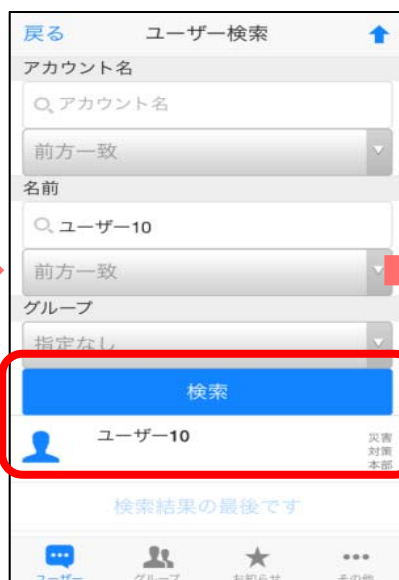 戻る ユーザー検索
アカウント名
アカウント名
前方一致
名前
ユーザー10
前方一致
グループ
指定なし
検索
ユーザー10
災害
対策
本部
検索結果の最後です
ユーザー グループ お知らせ その他